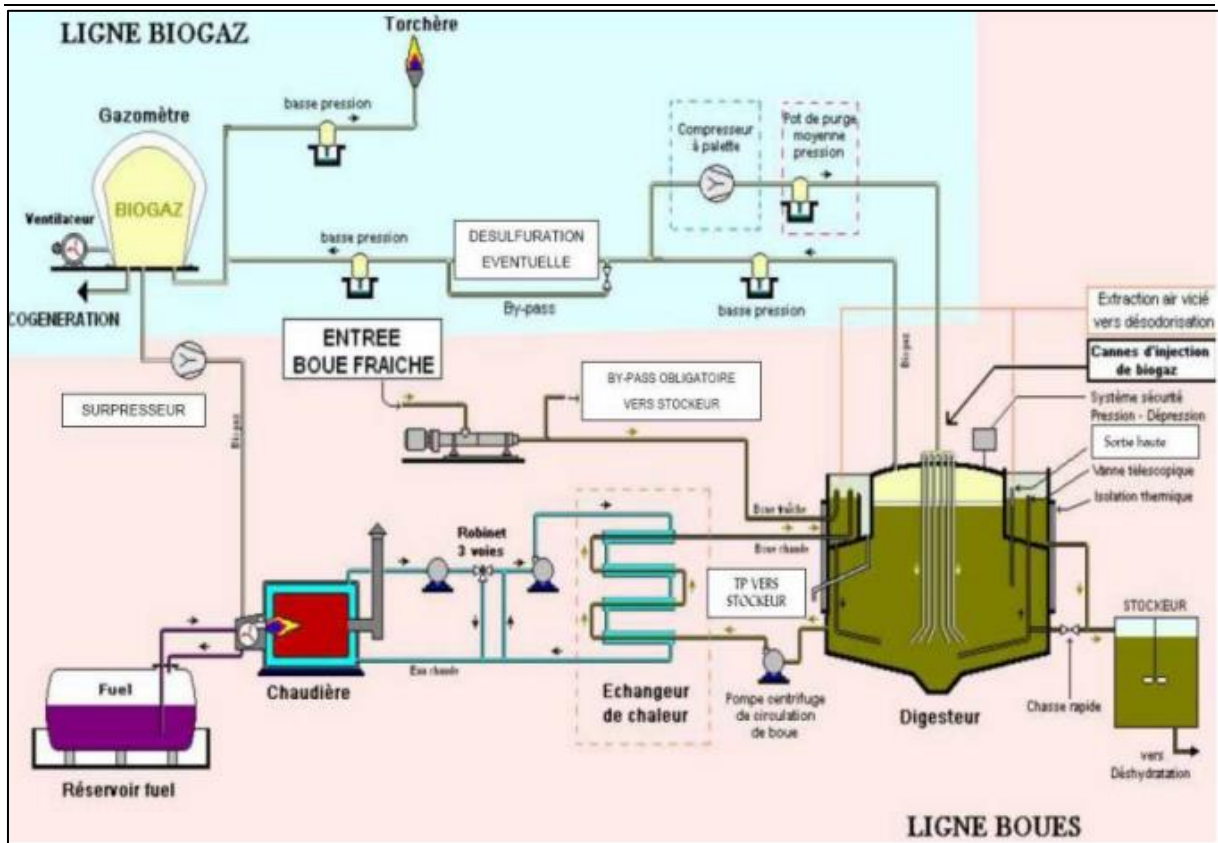 LIGNE BIOGAZ
Torchère
basse pression
Gazomètre
BIOGAZ
Ventilateur
COGENERATION
basse pression
DESULFURATION
EVENTUELLE
By-pass
Compresseur
à palette
Pot de purge
moyenne
pression
basse pression
Biogaz
Extraction air vicié
vers désodorisation
Cannes d'injection
de biogaz
Système sécurité
Pression - Dépression
Sortie haute
Vanne télescopique
Isolation thermique
ENTREE
BOUE FRAICHE
BY-PASS OBLIGATOIRE
VERS STOCKEUR
SURPRESSEUR
Biogaz
Boue fraîche
Boue chaude
Robinet
3 voies
TP VERS
STOCKEUR
STOCKEUR
Eau chaude
Fuel
Chaudière
Echangeur
de chaleur
Pompe centrifuge
de circulation
de boue
Digesteur
Chasse rapide
vers
Déshydratation
Réservoir fuel
LIGNE BOUES